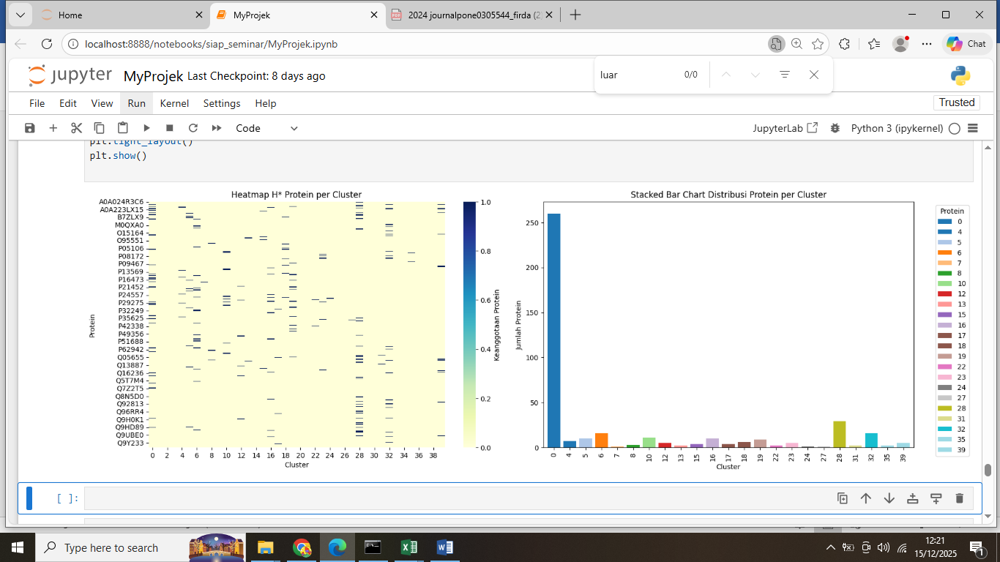 Home
MyProjek
2024 journalpone0305544_firda (2
localhost:8888/notebooks/siap_seminar/MyProjek.ipynb
Chat
luar 0/0
jupyter MyProjek Last Checkpoint: 8 days ago
File Edit View Run Kernel Settings Help
Trusted
Code
JupyterLab
Python 3 (ipykernel)
plt.tight_layout()
plt.show()
Heatmap H* Protein per Cluster
Protein
A0A024R3C6
A0A223LX15
B7ZLX9
M0QXA0
O15164
O95551
P05106
P08172
P09467
P13569
P16473
P21452
P24557
P29275
P32249
P35625
P42338
P49356
P51688
P62942
Q05655
Q13887
Q16236
Q5T7M4
Q7Z2T5
Q8N5D0
Q92813
Q96RR4
Q9H0K1
Q9HD89
Q9UBE0
Q9Y233
0 2 4 6 8 10 12 14 16 18 20 22 24 26 28 30 32 34 36 38
Cluster
1.0
0.8
0.6
0.4
0.2
0.0
Keanggotaan Protein
Stacked Bar Chart Distribusi Protein per Cluster
Jumlah Protein
250
200
150
100
50
0
0 4 5 6 7 8 10 12 13 15 16 17 18 19 22 23 24 27 28 31 32 35 39
Cluster
Protein
0
4
5
6
7
8
10
12
13
15
16
17
18
19
22
23
24
27
28
31
32
35
39
[ ]:
Type here to search
12:21
15/12/2025
1